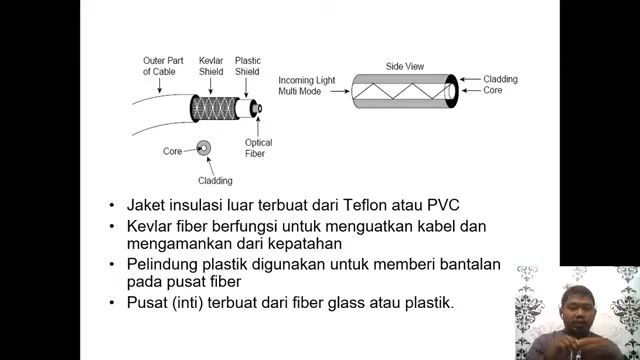 Outer Part
of Cable
Kevlar
Shield
Plastic
Shield
Optical
Fiber
Core
Cladding
Side View
Incoming Light
Multi Mode
Cladding
Core
• Jaket insulasi luar terbuat dari Teflon atau PVC
• Kevlar fiber berfungsi untuk menguatkan kabel dan
mengamankan dari kepatahan
• Pelindung plastik digunakan untuk memberi bantalan
pada pusat fiber
• Pusat (inti) terbuat dari fiber glass atau plastik.